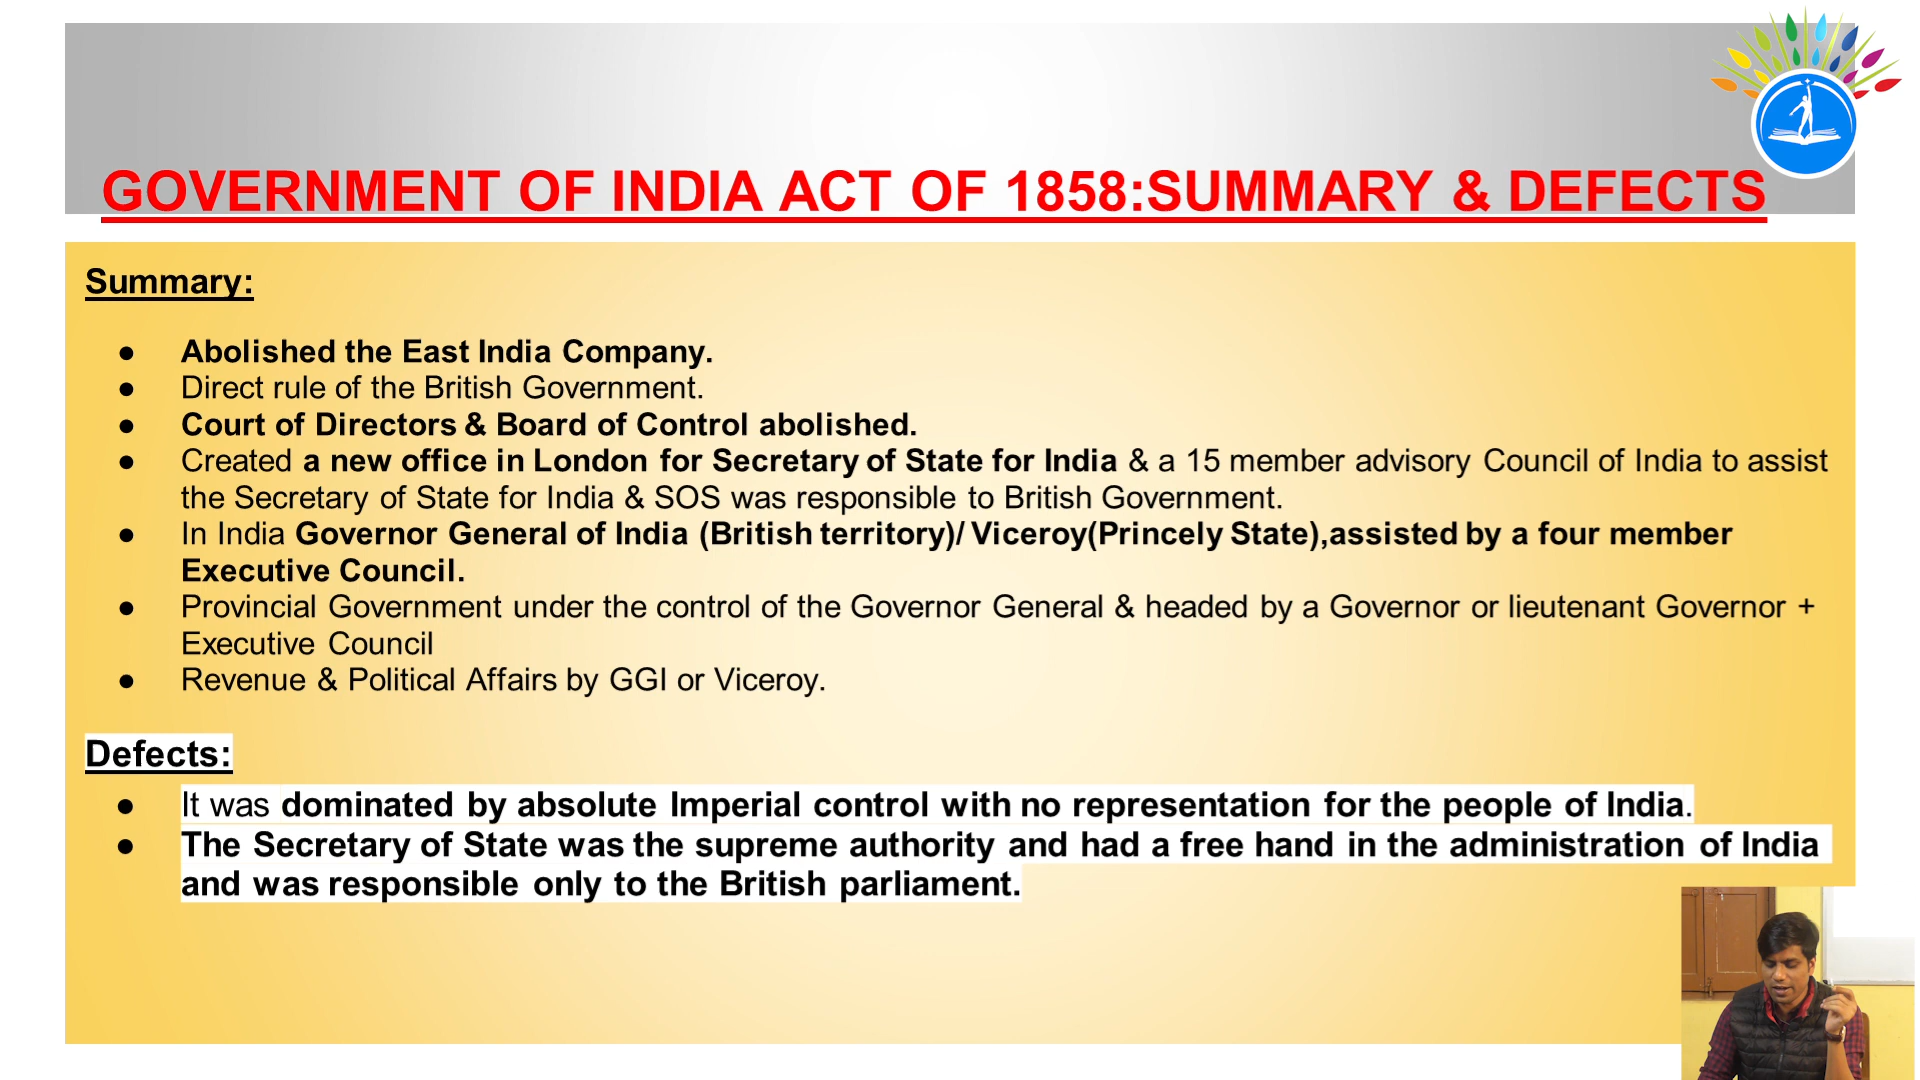 GOVERNMENT OF INDIA ACT OF 1858:SUMMARY & DEFECTS
Summary:
● Abolished the East India Company.
● Direct rule of the British Government.
● Court of Directors & Board of Control abolished.
● Created a new office in London for Secretary of State for India & a 15 member advisory Council of India to assist
the Secretary of State for India & SOS was responsible to British Government.
● In India Governor General of India (British territory)/ Viceroy(Princely State),assisted by a four member
Executive Council.
● Provincial Government under the control of the Governor General & headed by a Governor or lieutenant Governor +
Executive Council
● Revenue & Political Affairs by GGI or Viceroy.
Defects:
● It was dominated by absolute Imperial control with no representation for the people of India.
● The Secretary of State was the supreme authority and had a free hand in the administration of India
and was responsible only to the British parliament.